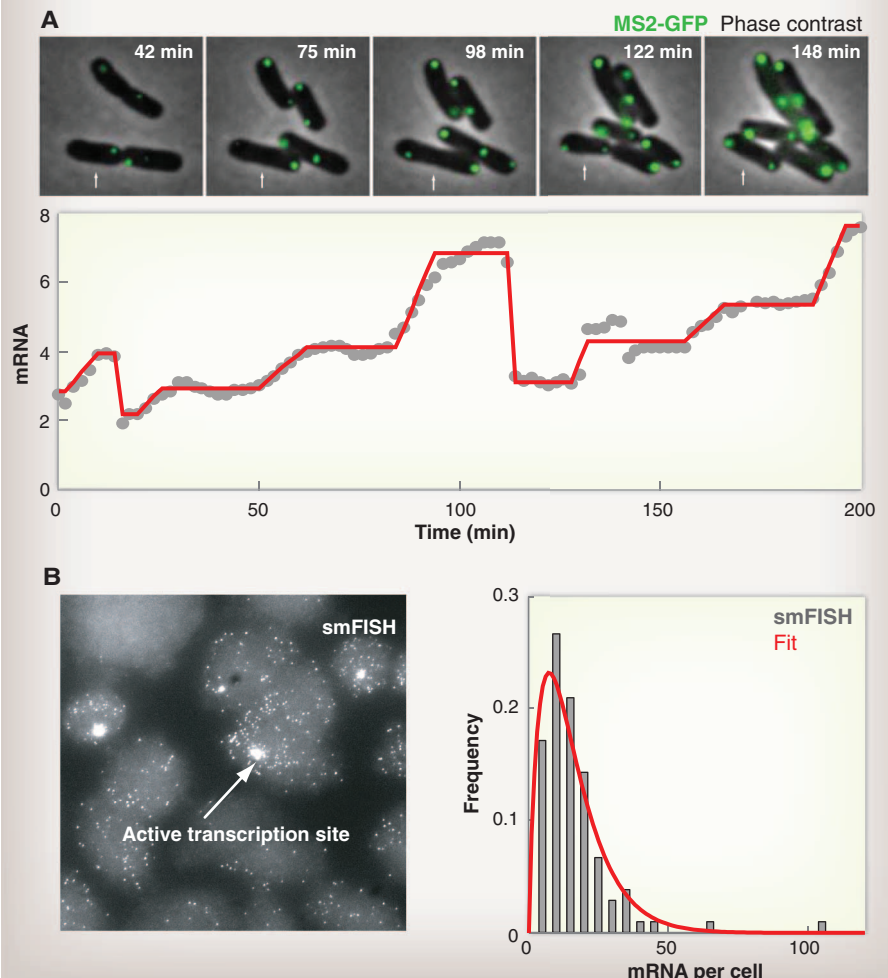 A
MS2-GFP Phase contrast
42 min 75 min 98 min 122 min 148 min
8
6
4
2
0
mRNA
0 50 100 150 200
Time (min)
B
smFISH
Active transcription site
0.3
0.2
0.1
0
Frequency
smFISH
Fit
0 50 100
mRNA per cell